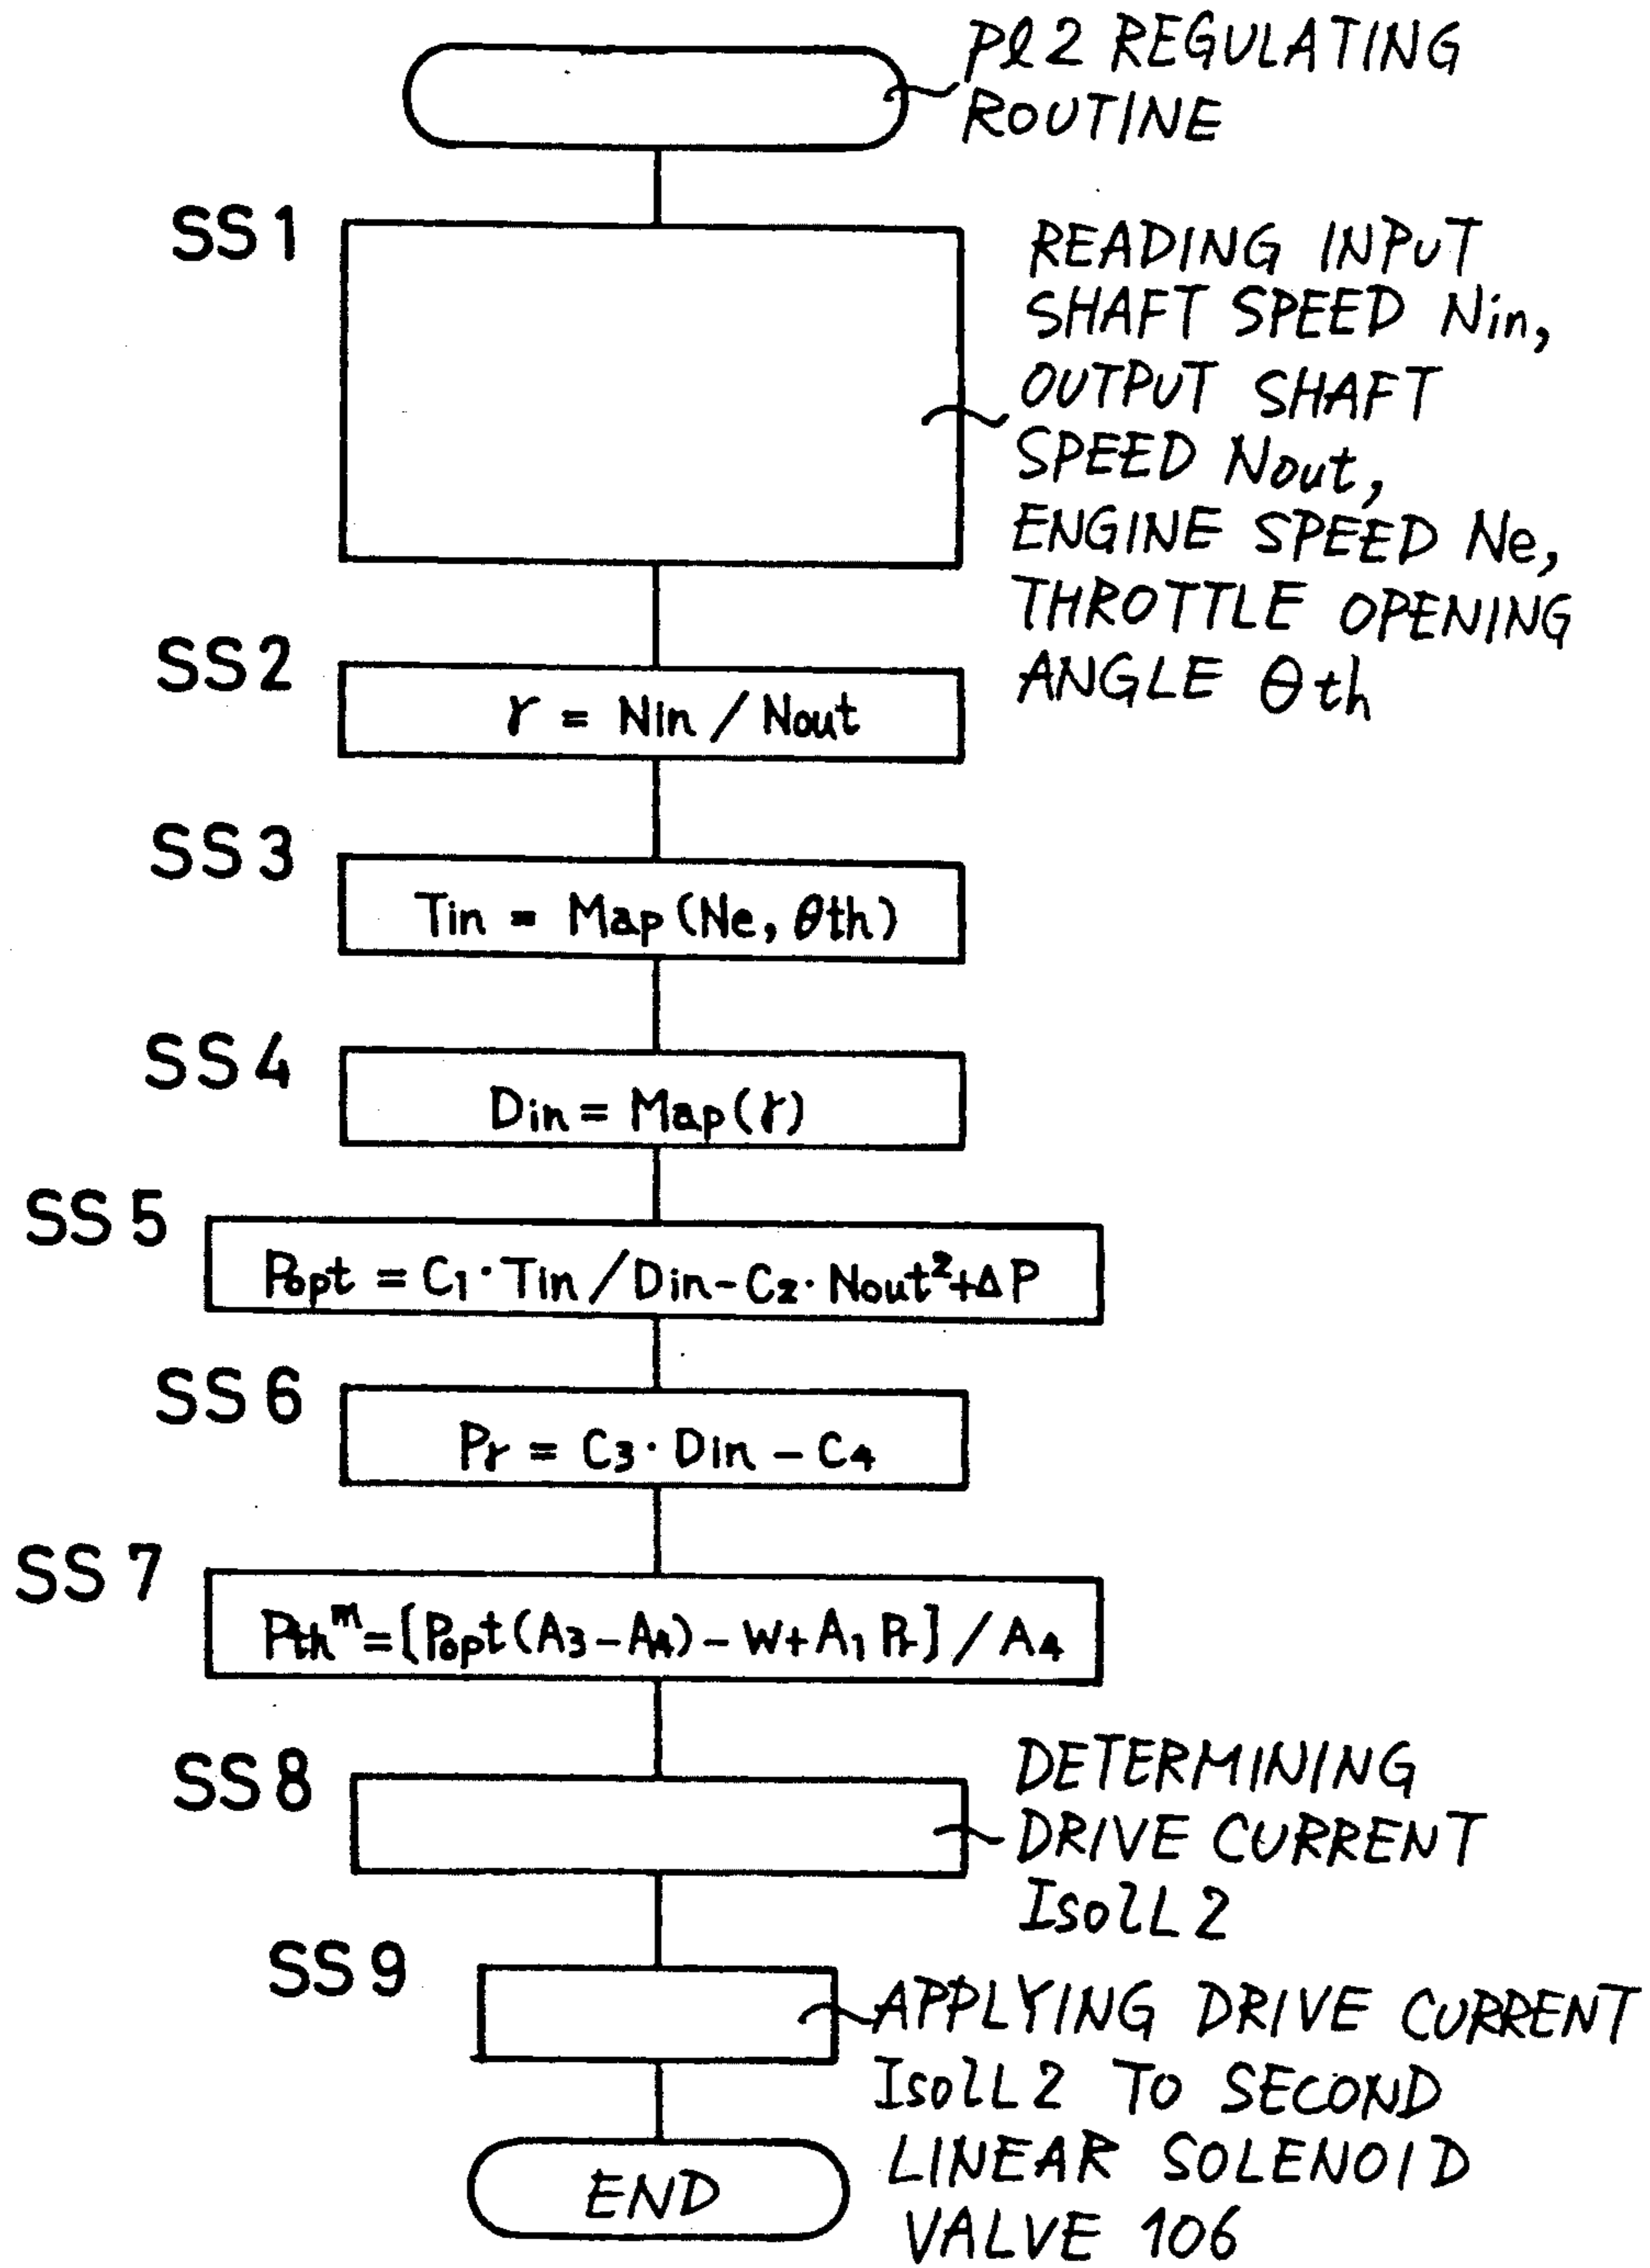 Pℓ2 REGULATING
ROUTINE
SS1
READING INPUT
SHAFT SPEED Nin,
OUTPUT SHAFT
SPEED Nout,
ENGINE SPEED Ne,
THROTTLE OPENING
ANGLE θth
SS2
γ = Nin / Nout
SS3
Tin = Map(Ne, θth)
SS4
Din = Map(γ)
SS5
Popt = C1·Tin/Din-C2·Nout²+ΔP
SS6
Pγ = C3·Din - C4
SS7
Pthᵐ=[Popt(A3-A4)-W+A1Pγ]/A4
SS8
DETERMINING
DRIVE CURRENT
IsolL2
SS9
APPLYING DRIVE CURRENT
IsolL2 TO SECOND
LINEAR SOLENOID
VALVE 106
END